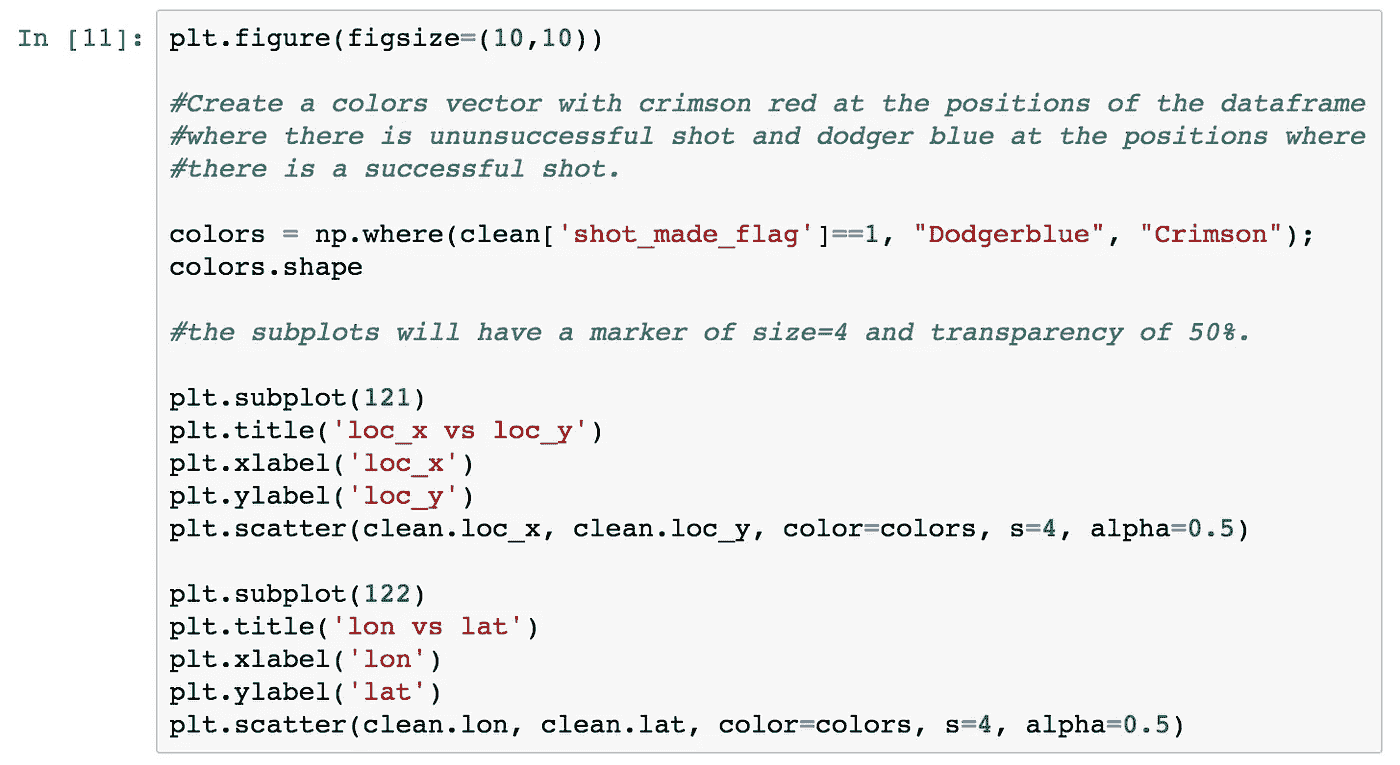 In [11]: plt.figure(figsize=(10,10))
#Create a colors vector with crimson red at the positions of the dataframe
#where there is ununsuccessful shot and dodger blue at the positions where
#there is a successful shot.
colors = np.where(clean['shot_made_flag']==1, "Dodgerblue", "Crimson");
colors.shape
#the subplots will have a marker of size=4 and transparency of 50%.
plt.subplot(121)
plt.title('loc_x vs loc_y')
plt.xlabel('loc_x')
plt.ylabel('loc_y')
plt.scatter(clean.loc_x, clean.loc_y, color=colors, s=4, alpha=0.5)
plt.subplot(122)
plt.title('lon vs lat')
plt.xlabel('lon')
plt.ylabel('lat')
plt.scatter(clean.lon, clean.lat, color=colors, s=4, alpha=0.5)